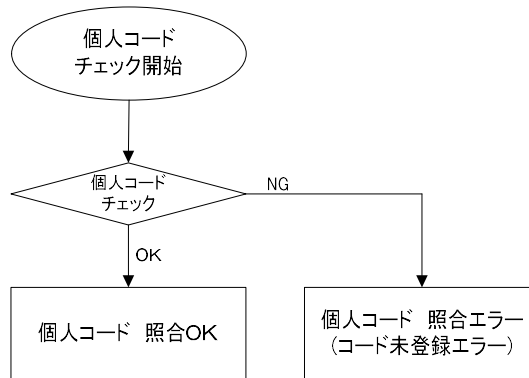 個人コード
チェック開始
個人コード
チェック
NG
OK
個人コード 照合OK
個人コード 照合エラー
(コード未登録エラー)